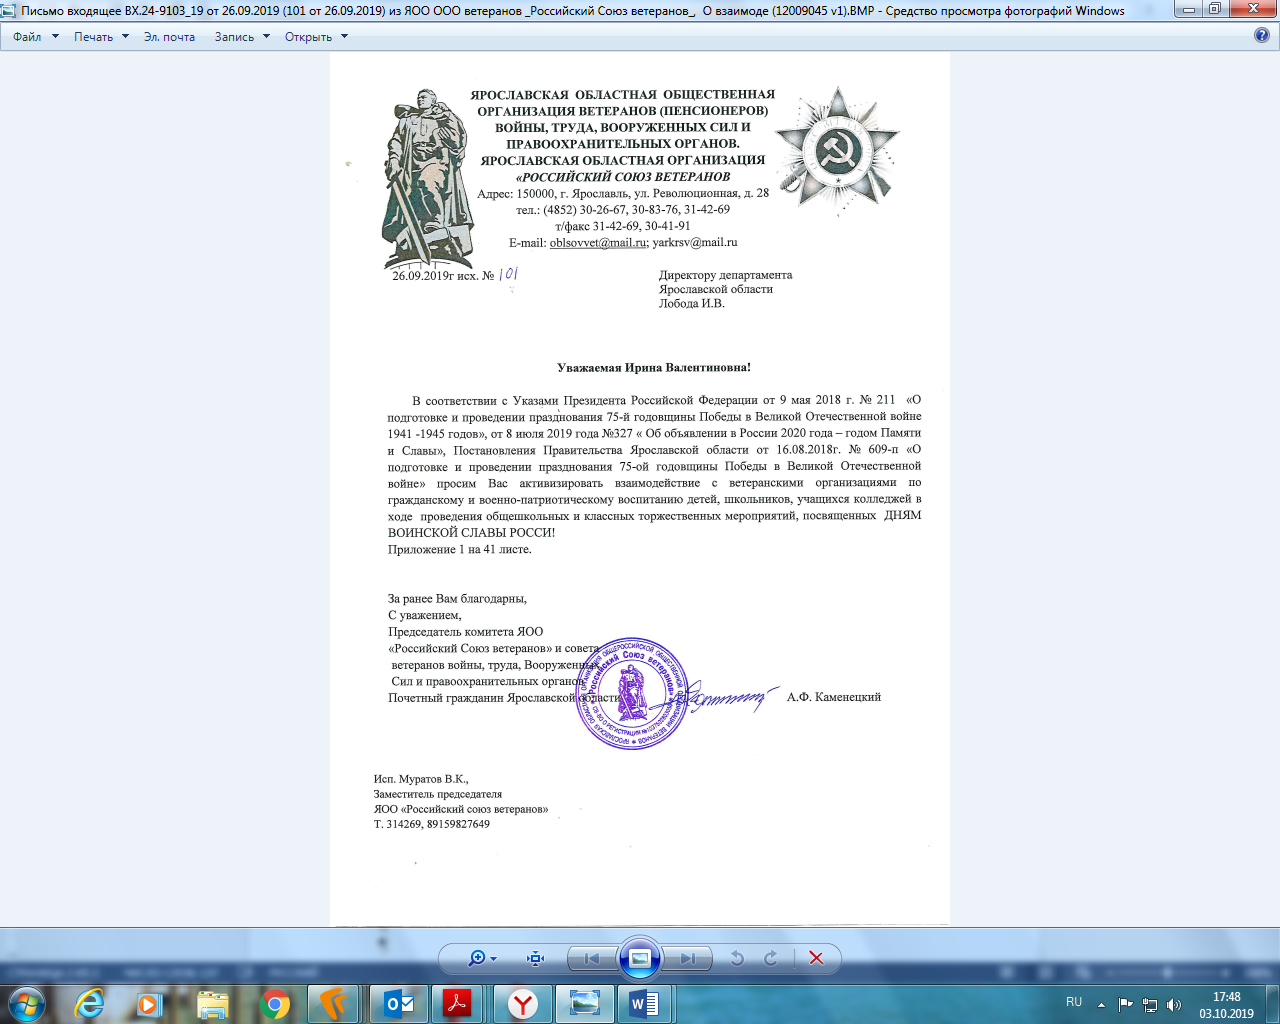 Письмо входящее ВХ.24-9103_19 от 26.09.2019 (101 от 26.09.2019) из ЯОО ООО ветеранов _Российский Союз ветеранов_, О взаимоде (12009045 v1).BMP - Средство просмотра фотографий Windows
Файл Печать Эл. почта Запись Открыть
ЯРОСЛАВСКАЯ ОБЛАСТНАЯ ОБЩЕСТВЕННАЯ
ОРГАНИЗАЦИЯ ВЕТЕРАНОВ (ПЕНСИОНЕРОВ)
ВОЙНЫ, ТРУДА, ВООРУЖЕННЫХ СИЛ И
ПРАВООХРАНИТЕЛЬНЫХ ОРГАНОВ.
ЯРОСЛАВСКАЯ ОБЛАСТНАЯ ОРГАНИЗАЦИЯ
«РОССИЙСКИЙ СОЮЗ ВЕТЕРАНОВ
Адрес: 150000, г. Ярославль, ул. Революционная, д. 28
тел.: (4852) 30-26-67, 30-83-76, 31-42-69
т/факс 31-42-69, 30-41-91
E-mail: oblsovvet@mail.ru; yarkrsv@mail.ru
26.09.2019г исх. № 101
Директору департамента
Ярославской области
Лобода И.В.
Уважаемая Ирина Валентиновна!
В соответствии с Указами Президента Российской Федерации от 9 мая 2018 г. № 211 «О
подготовке и проведении празднования 75-й годовщины Победы в Великой Отечественной войне
1941 -1945 годов», от 8 июля 2019 года №327 « Об объявлении в России 2020 года – годом Памяти
и Славы», Постановления Правительства Ярославской области от 16.08.2018г. № 609-п «О
подготовке и проведении празднования 75-ой годовщины Победы в Великой Отечественной
войне» просим Вас активизировать взаимодействие с ветеранскими организациями по
гражданскому и военно-патриотическому воспитанию детей, школьников, учащихся колледжей в
ходе проведения общешкольных и классных торжественных мероприятий, посвященных ДНЯМ
ВОИНСКОЙ СЛАВЫ РОССИ!
Приложение 1 на 41 листе.
За ранее Вам благодарны,
С уважением,
Председатель комитета ЯОО
«Российский Союз ветеранов» и совета
ветеранов войны, труда, Вооруженных
Сил и правоохранительных органов
Почетный гражданин Ярославской области
А.Ф. Каменецкий
«Российский Союз ветеранов»
Исп. Муратов В.К.,
Заместитель председателя
ЯОО «Российский союз ветеранов»
Т. 314269, 89159827649
RU
17:48
03.10.2019